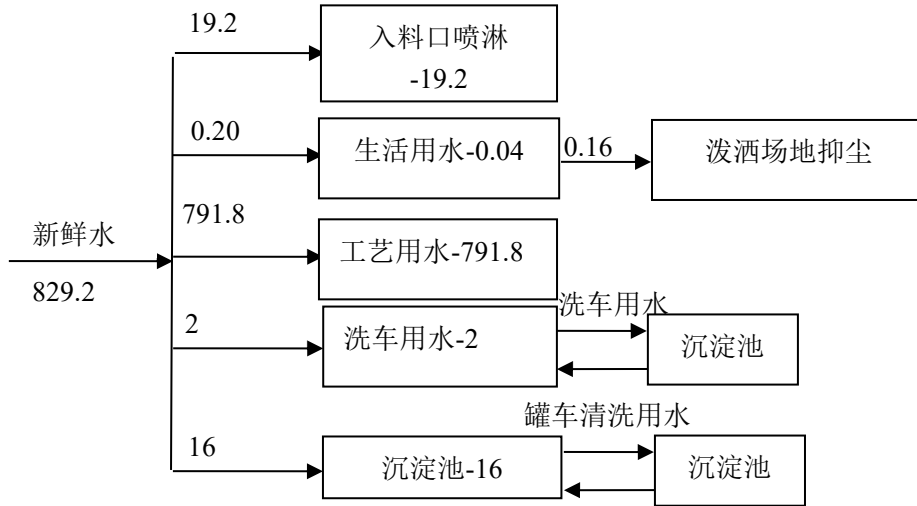 19.2
入料口喷淋
-19.2
0.20
生活用水-0.04
0.16
泼洒场地抑尘
791.8
新鲜水
829.2
工艺用水-791.8
洗车用水
2
洗车用水-2
沉淀池
罐车清洗用水
16
沉淀池-16
沉淀池